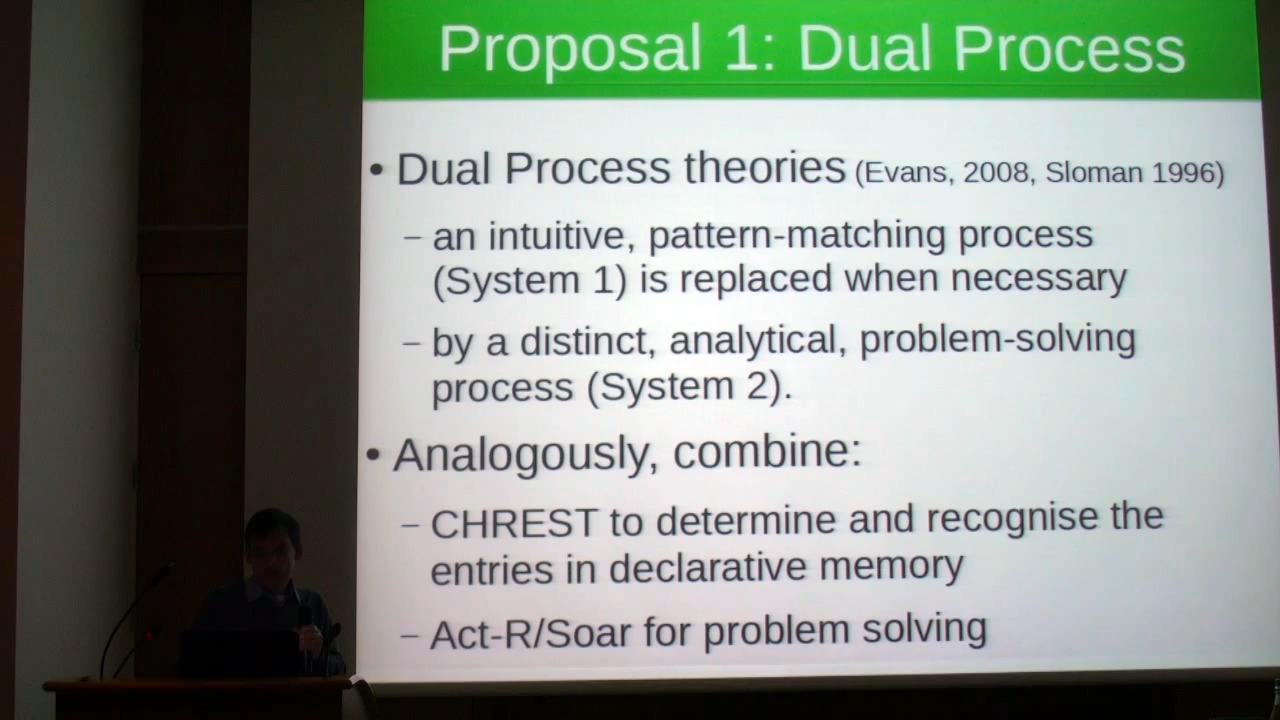 Proposal 1: Dual Process
• Dual Process theories (Evans, 2008, Sloman 1996)
– an intuitive, pattern-matching process
(System 1) is replaced when necessary
– by a distinct, analytical, problem-solving
process (System 2).
• Analogously, combine:
– CHREST to determine and recognise the
entries in declarative memory
– Act-R/Soar for problem solving